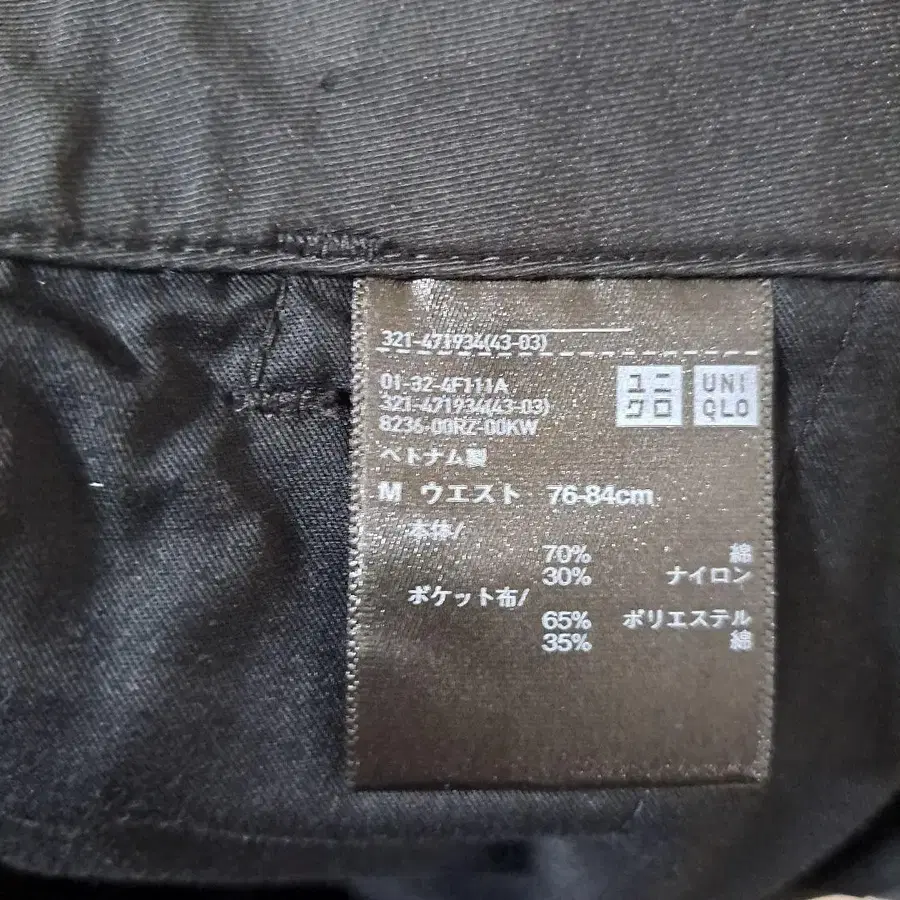 321-471934(43-03)
01-32-4F111A
321-471934(43-03)
8236-00RZ-00KW
ユニ
クロ
UNI
QLO
ベトナム製
M ウエスト 76-84cm
本体/
70% 綿
30% ナイロン
ポケット布/
65% ポリエステル
35% 綿